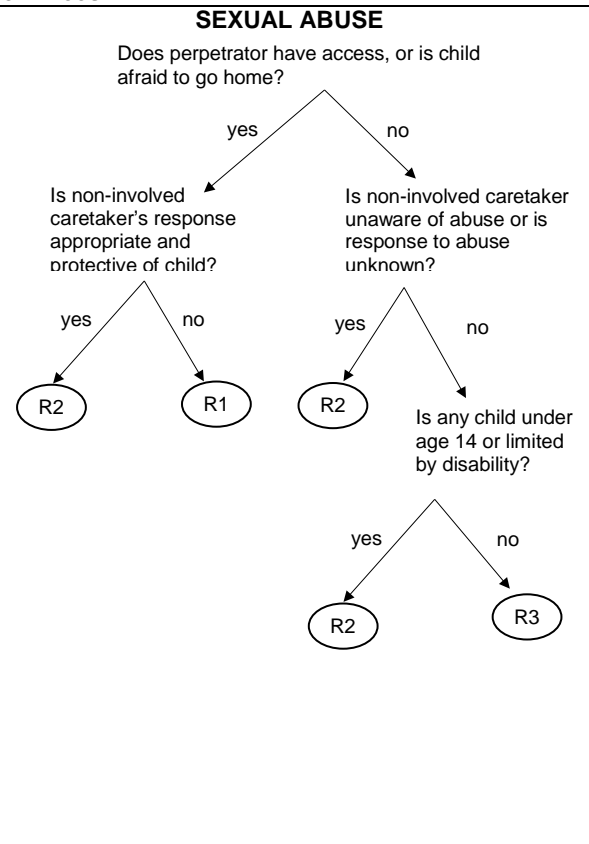 SEXUAL ABUSE
Does perpetrator have access, or is child
afraid to go home?
yes
no
Is non-involved
caretaker's response
appropriate and
protective of child?
Is non-involved caretaker
unaware of abuse or is
response to abuse
unknown?
yes
no
yes
no
R2
R1
R2
Is any child under
age 14 or limited
by disability?
yes
no
R2
R3